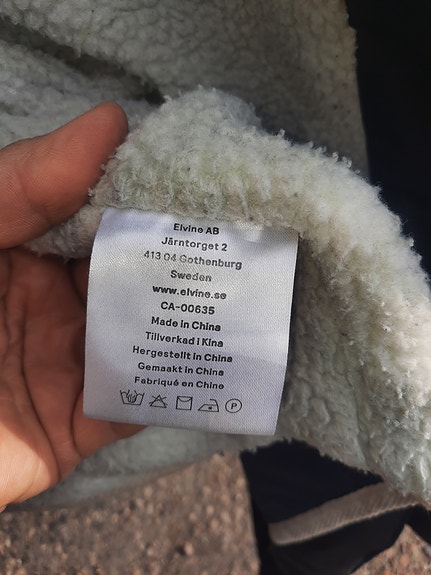 Elvine AB
Järntorget 2
413 04 Gothenburg
Sweden
www.elvine.se
CA-00635
Made in China
Tillverkad i Kina
Hergestellt in China
Gemaakt in China
Fabriqué en Chine
P